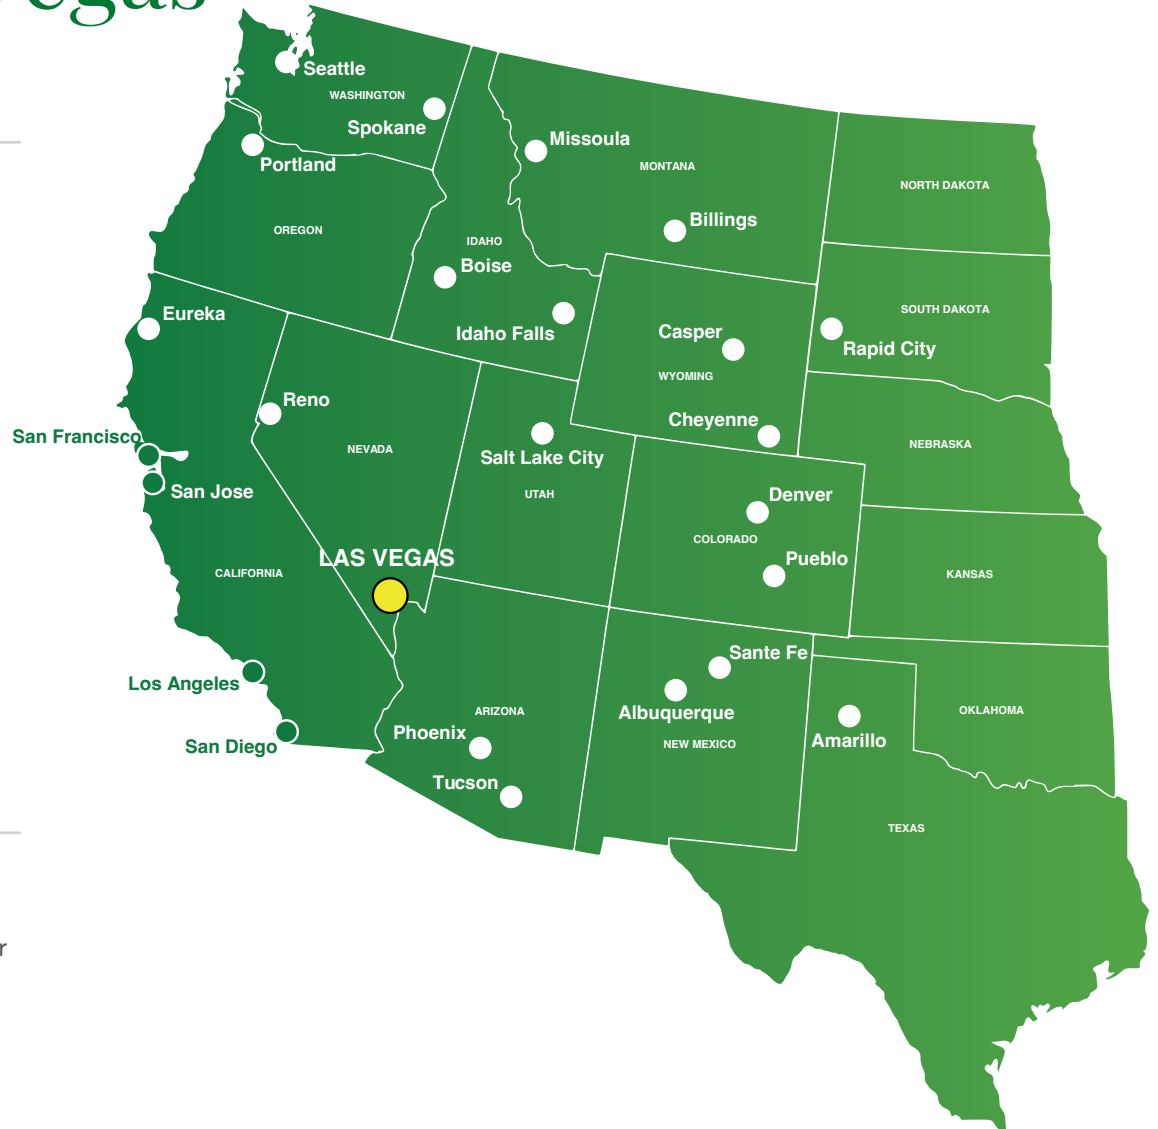 egas
Seattle
WASHINGTON
Spokane
Portland
Missoula
MONTANA
NORTH DAKOTA
Billings
OREGON
IDAHO
Boise
Eureka
Idaho Falls
Casper
SOUTH DAKOTA
Rapid City
WYOMING
Reno
Cheyenne
San Francisco
NEVADA
Salt Lake City
NEBRASKA
San Jose
UTAH
Denver
COLORADO
LAS VEGAS
Pueblo
CALIFORNIA
KANSAS
Sante Fe
Los Angeles
Albuquerque
ARIZONA
OKLAHOMA
Phoenix
San Diego
NEW MEXICO
Amarillo
Tucson
TEXAS
r